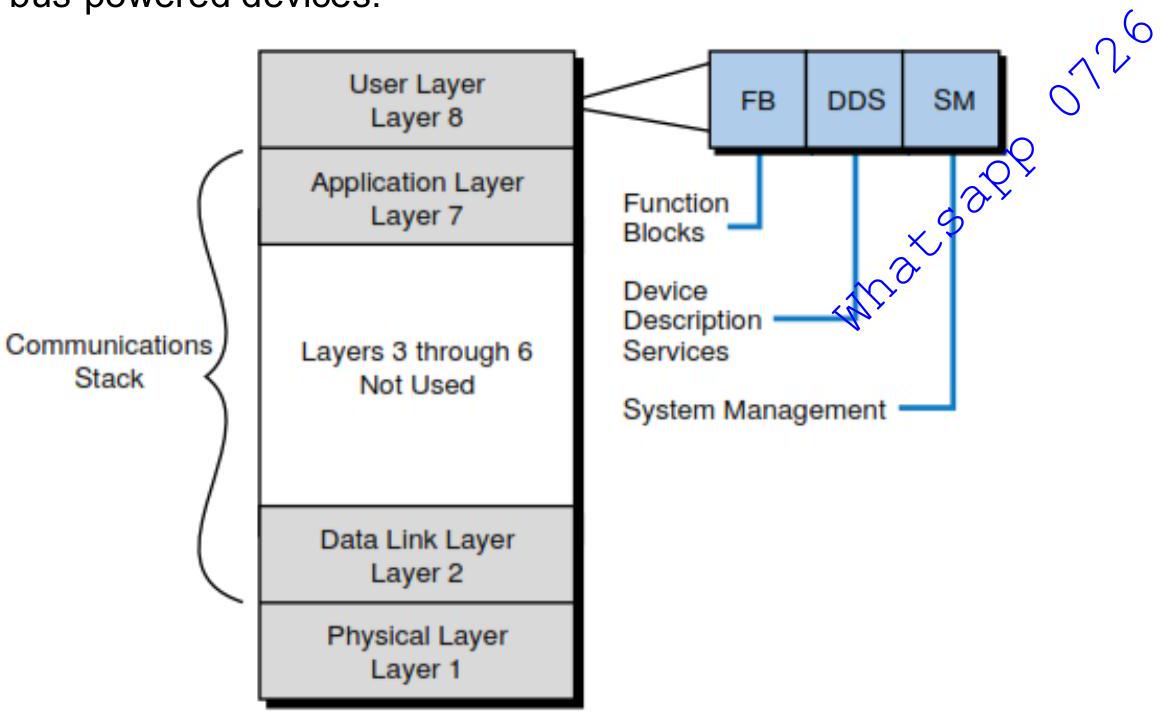 bus powered devices.
User Layer
Layer 8
FB
DDS
SM
Application Layer
Layer 7
Function
Blocks
Device
Description
Services
Communications
Stack
Layers 3 through 6
Not Used
System Management
Data Link Layer
Layer 2
Physical Layer
Layer 1
Whatsapp 0726